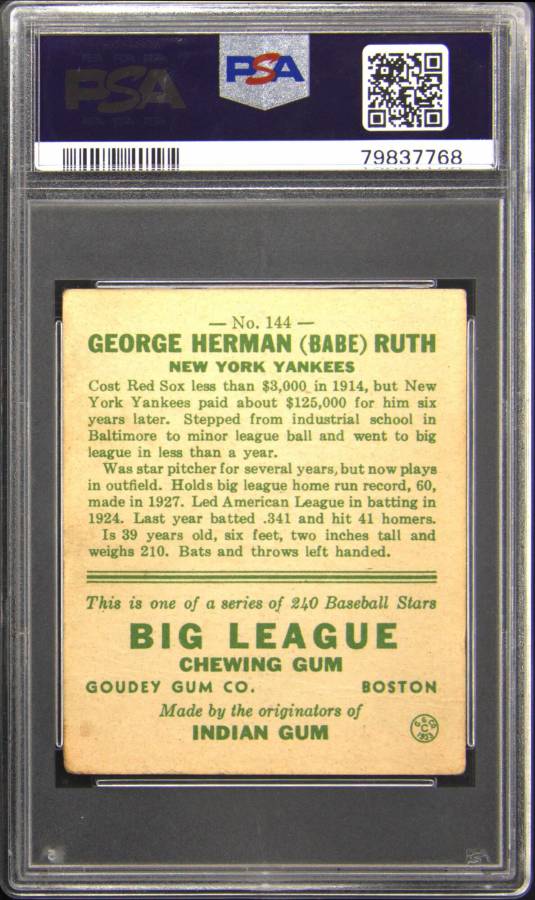 PSA
PSA
79837768
— No. 144 —
GEORGE HERMAN (BABE) RUTH
NEW YORK YANKEES
Cost Red Sox less than $3,000 in 1914, but New
York Yankees paid about $125,000 for him six
years later. Stepped from industrial school in
Baltimore to minor league ball and went to big
league in less than a year.
Was star pitcher for several years, but now plays
in outfield. Holds big league home run record, 60,
made in 1927. Led American League in batting in
1924. Last year batted .341 and hit 41 homers.
Is 39 years old, six feet, two inches tall and
weighs 210. Bats and throws left handed.
This is one of a series of 240 Baseball Stars
BIG LEAGUE
CHEWING GUM
GOUDEY GUM CO. BOSTON
Made by the originators of
INDIAN GUM